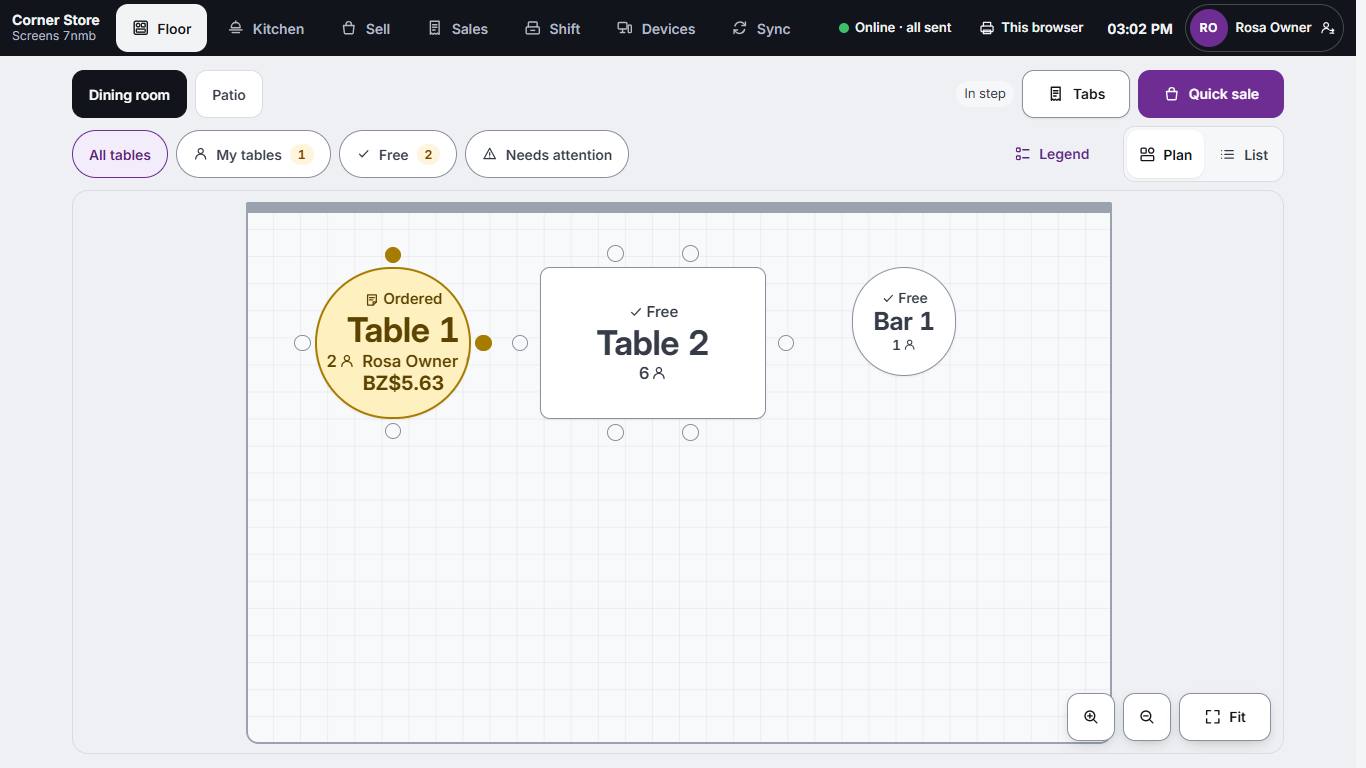 Corner Store
Screens 7nmb
Floor
Kitchen
Sell
Sales
Shift
Devices
Sync
Online · all sent
This browser
03:02 PM
RO
Rosa Owner
Dining room
Patio
In step
Tabs
Quick sale
All tables
My tables 1
Free 2
Needs attention
Legend
Plan
List
Ordered
Table 1
2 Rosa Owner
BZ$5.63
Free
Table 2
6
Free
Bar 1
1
Fit